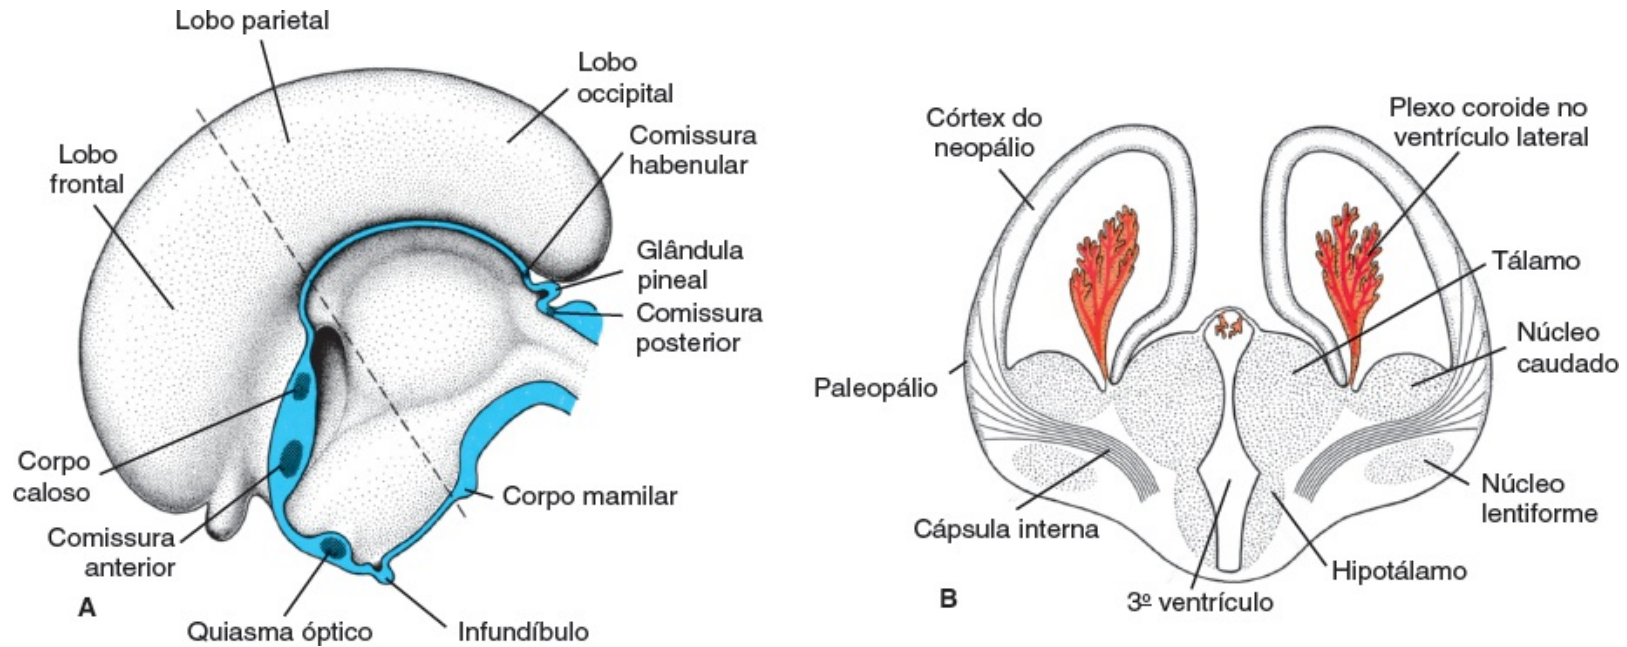 Lobo parietal
Lobo
occipital
Comissura
habenular
Lobo
frontal
Glândula
pineal
Comissura
posterior
Corpo
caloso
Corpo mamilar
Comissura
anterior
A
Quiasma óptico
Infundíbulo
Córtex do
neopálio
Plexo coroide no
ventrículo lateral
Tálamo
Núcleo
caudado
Paleopálio
Núcleo
lentiforme
Cápsula interna
Hipotálamo
B
3º ventrículo